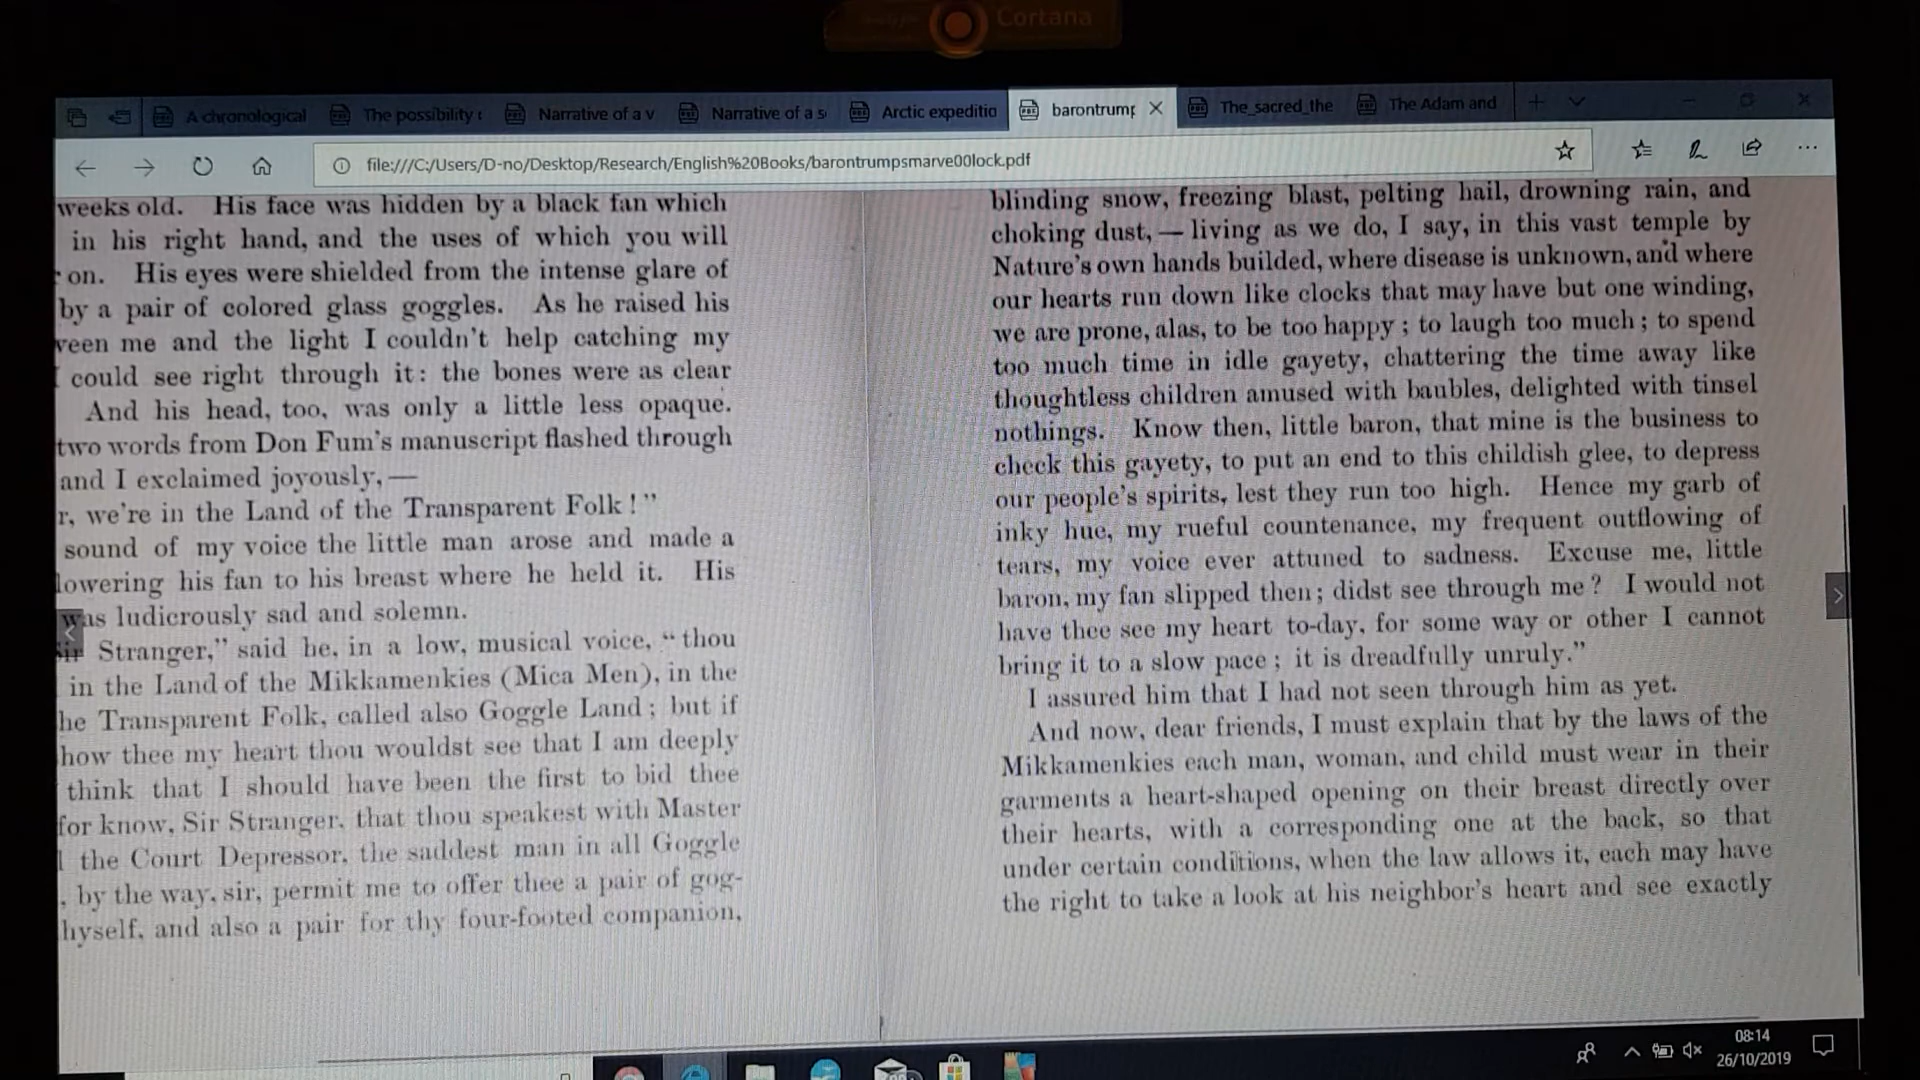 Cortana
A chronological
The possibility
Narrative of a v
Narrative of a s
Arctic expeditio
barontrump
The_sacred_the
The Adam and
file:///C:/Users/D-no/Desktop/Research/English%20Books/barontrumpsmarve00lock.pdf
weeks old. His face was hidden by a black fan which
in his right hand, and the uses of which you will
on. His eyes were shielded from the intense glare of
by a pair of colored glass goggles. As he raised his
veen me and the light I couldn't help catching my
I could see right through it: the bones were as clear
And his head, too, was only a little less opaque.
two words from Don Fum's manuscript flashed through
and I exclaimed joyously, —
r, we're in the Land of the Transparent Folk!"
sound of my voice the little man arose and made a
lowering his fan to his breast where he held it. His
was ludicrously sad and solemn.
Sir Stranger," said he, in a low, musical voice, "thou
in the Land of the Mikkamenkies (Mica Men), in the
he Transparent Folk, called also Goggle Land; but if
how thee my heart thou wouldst see that I am deeply
think that I should have been the first to bid thee
for know, Sir Stranger, that thou speakest with Master
l the Court Depressor, the saddest man in all Goggle
, by the way, sir, permit me to offer thee a pair of gog-
hyself, and also a pair for thy four-footed companion,
blinding snow, freezing blast, pelting hail, drowning rain, and
choking dust, — living as we do, I say, in this vast temple by
Nature's own hands builded, where disease is unknown, and where
our hearts run down like clocks that may have but one winding,
we are prone, alas, to be too happy; to laugh too much; to spend
too much time in idle gayety, chattering the time away like
thoughtless children amused with baubles, delighted with tinsel
nothings. Know then, little baron, that mine is the business to
check this gayety, to put an end to this childish glee, to depress
our people's spirits, lest they run too high. Hence my garb of
inky hue, my rueful countenance, my frequent outflowing of
tears, my voice ever attuned to sadness. Excuse me, little
baron, my fan slipped then; didst see through me? I would not
have thee see my heart to-day, for some way or other I cannot
bring it to a slow pace; it is dreadfully unruly."
I assured him that I had not seen through him as yet.
And now, dear friends, I must explain that by the laws of the
Mikkamenkies each man, woman, and child must wear in their
garments a heart-shaped opening on their breast directly over
their hearts, with a corresponding one at the back, so that
under certain conditions, when the law allows it, each may have
the right to take a look at his neighbor's heart and see exactly
08:14
26/10/2019